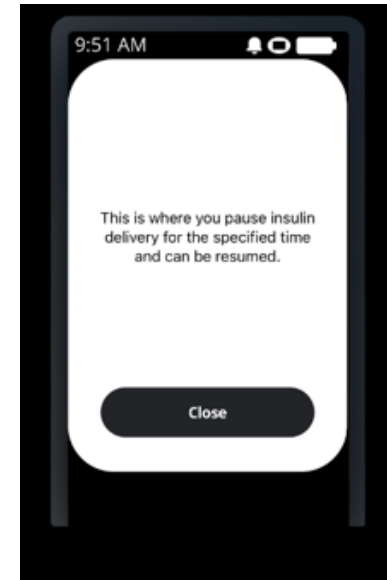 9:51 AM
This is where you pause insulin
delivery for the specified time
and can be resumed.
Close